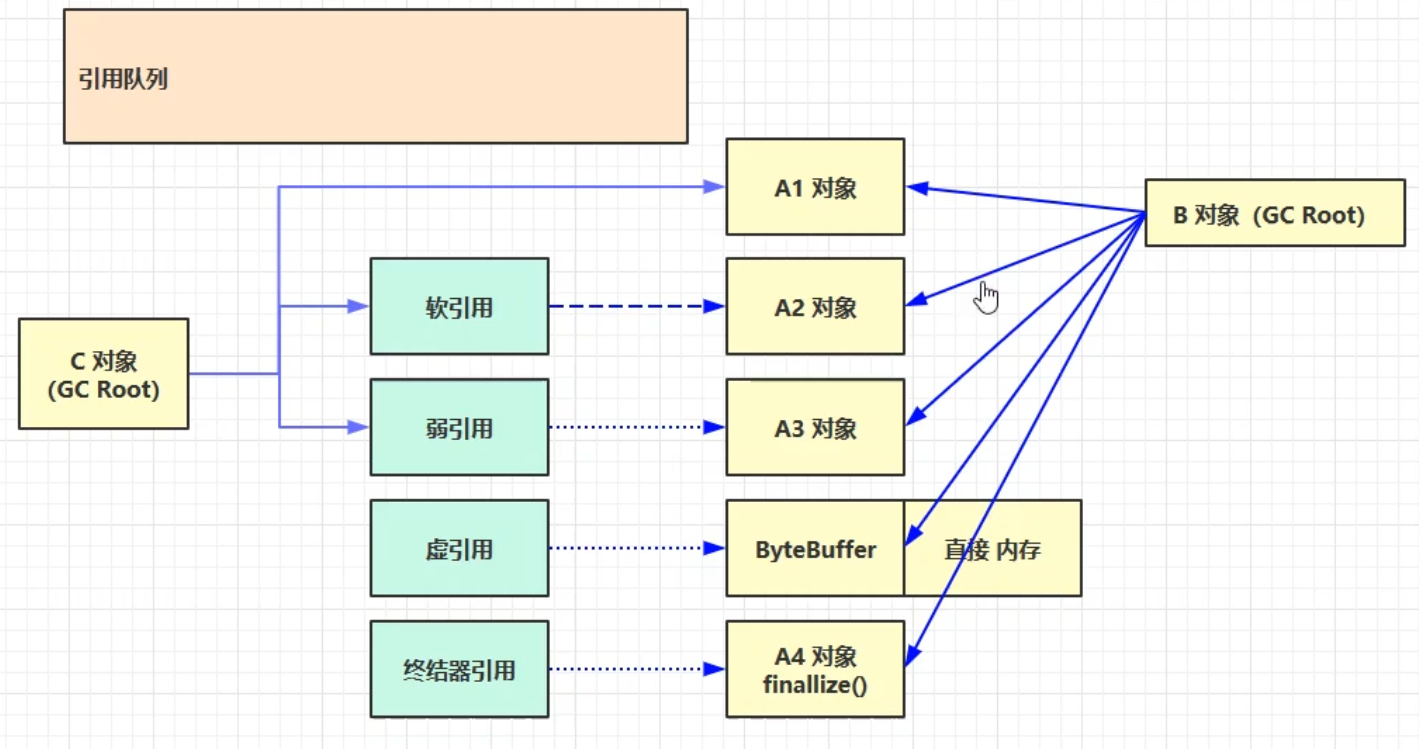 引用队列
A1 对象
B 对象（GC Root）
软引用
A2 对象
C 对象
(GC Root)
弱引用
A3 对象
虚引用
ByteBuffer
直接 内存
终结器引用
A4 对象
finallize()